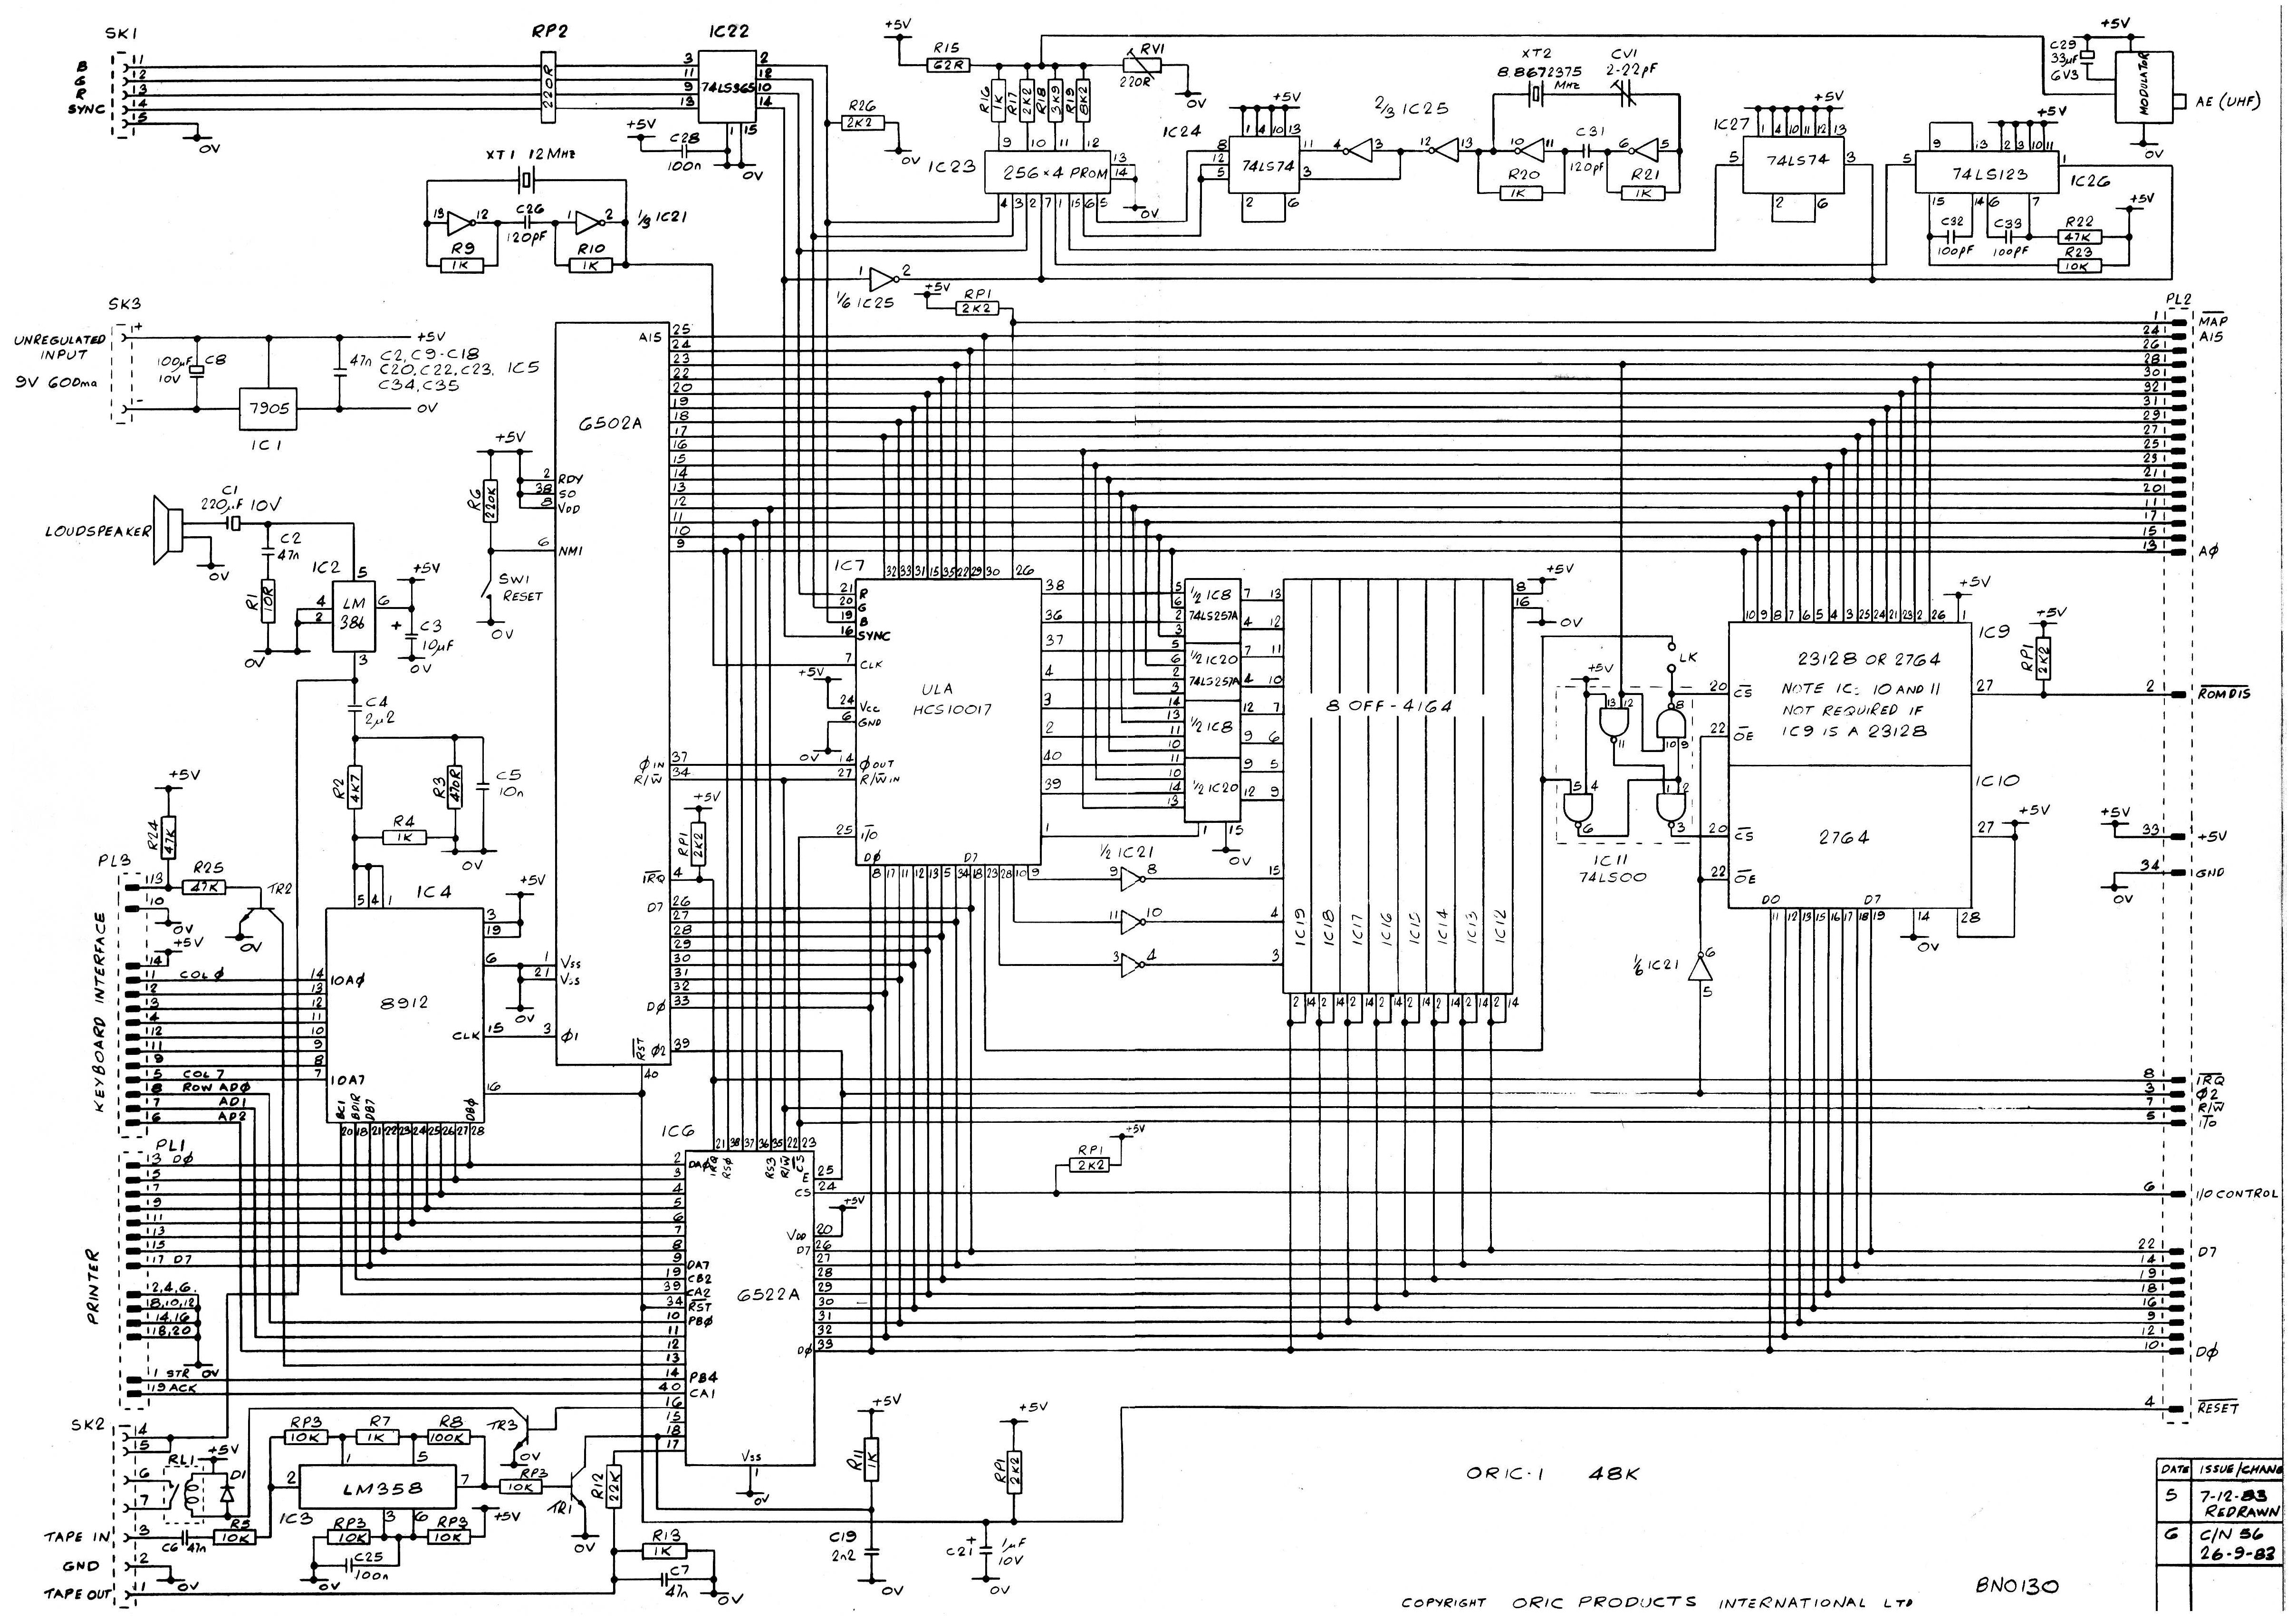 SK1
B 1
G 2
R 3
SYNC 4
5
0V
RP2
220R
IC22
74LS365
3 2
11 12
9 10
13 14
1 15
+5V
C28
100n
0V
R26
2K2
0V
XT1 12MHz
13 12
C26
120pF
1 2
1/3 IC21
R9
1K
R10
1K
+5V
R15
62R
R16
1K
R17
2K2
R18
3K9
R19
8K2
RV1
220R
0V
IC23
256×4 PROM
9 10 11 12
13
14
4 3 2 7 1 15 6 5
0V
IC24
74LS74
+5V
1 4 10 13
8
12
5
11
3
2 6
2/3 IC25
4 3
12 13
10 11
6 5
XT2
8.8672375
MHz
CV1
2-22pF
C31
120pF
R20
1K
R21
1K
IC27
74LS74
+5V
1 4 10 11 12 13
5 3
2 6
+5V
74LS123
IC26
9 13 2 3 10 11
5 1
15 14 6 7
C32
100pF
C33
100pF
R22
47K
R23
10K
+5V
C29
33µF
6V3
+5V
MODULATOR
AE (UHF)
0V
1/6 IC25
1 2
+5V
RP1
2K2
SK3
UNREGULATED
INPUT
9V 600ma
+
-
100µF
10V
C8
7905
IC1
47n
C2, C9-C18
C20, C22, C23,
C34, C35
+5V
0V
LOUDSPEAKER
C1
220µF 10V
0V
C2
47n
R1
10R
0V
IC2
LM
386
5
4
2
6
3
+5V
C3
10µF
0V
C4
2µ2
R2
4K7
R3
470R
C5
10n
R4
1K
0V
IC5
6502A
A15
25
24
23
22
20
19
18
17
16
15
14
13
12
11
10
9
+5V
R6
220K
SW1
RESET
0V
2 RDY
38 SO
8 VDD
6 NMI
ΦIN 37
R/W 34
IRQ 4
D7 26
27
28
29
30
31
32
D0 33
1 VSS
21 VSS
3 Φ1
RST
40
Φ2 39
+5V
RP1
2K2
IC7
ULA
HCS10017
32 33 31 15 35 22 29 30 26
21 R
20 G
19 B
16 SYNC
7 CLK
+5V
24 VCC
6 GND
0V
14 ΦOUT
27 R/W IN
25 I/O
D0 D7
8 17 11 12 13 5 34 18 23 28 10 9
38
36
37
4
3
2
40
39
1
1/2 IC8
74LS257A
1/2 IC20
74LS257A
1/2 IC8
1/2 IC20
1 15
0V
1/2 IC21
9 8
11 10
3 4
8 OFF-4164
13
12
11
10
7
6
5
9
15
4
3
8
16
+5V
0V
IC19 IC18 IC17 IC16 IC15 IC14 IC13 IC12
2 14 2 14 2 14 2 14 2 14 2 14 2 14 2 14
LK
+5V
13 12
11
8
10 9
5 4
6
1 2
3
IC11
74LS00
IC9
23128 OR 2764
NOTE IC: 10 AND 11
NOT REQUIRED IF
IC9 IS A 23128
10 9 8 7 6 5 4 3 25 24 21 23 2 26 1
+5V
20 CS
22 OE
27
+5V
RP1
2K2
IC10
2764
20 CS
22 OE
27
+5V
D0 D7
11 12 13 15 16 17 18 19
14 28
0V
1/6 IC21
6
5
PL2
1 MAP
24 A15
26
28
30
32
31
29
27
25
23
21
20
11
17
15
13 A0
2 ROMDIS
+5V 33 +5V
34 GND
0V
8 IRQ
3 Φ2
7 R/W
5 I/O
6 I/O CONTROL
22 D7
14
19
18
16
9
12
10 D0
4 RESET
+5V
R24
47K
PL3
13
R25
47K
TR2
0V
10
0V
+5V
14
KEYBOARD INTERFACE
1 COL 0
2
3
4
12
11
9
5 COL 7
8 ROW AD0
7 AD1
6 AD2
IC4
8912
5 4 1
3
19
+5V
6
0V
14 IOA0
13
12
11
10
9
8
7 IOA7
CLK 15
16
BC1 BDIR DB7 DB0
20 18 21 22 23 24 25 26 27 28
PL1
PRINTER
3 D0
5
7
9
11
13
15
17 D7
2,4,6.
8,10,12
14,16
18,20
0V
1 STR
19 ACK
IC6
6522A
21 38 37 36 35 22 23
IRQ RS0 RS3 R/W CS
2 DA0
3
4
5
6
7
8
9 DA7
19 CB2
39 CA2
34 RST
10 PB0
11
12
13
14 PB4
40 CA1
16
15
18
17
E 25
CS 24
+5V
VDD 20
D7 26
27
28
29
30
31
32
D0 33
VSS
1
0V
RP1
2K2
+5V
SK2
4
5
6
7
3 TAPE IN
2 GND
1 TAPE OUT
RL1
+5V
D1
C6 47n
R5
10K
0V
RP3
10K
R7
1K
R8
100K
LM358
IC3
2 1 5 7
3 6
RP3
10K
RP3
10K
+5V
C25
100n
0V
RP3
10K
TR3
0V
TR1
0V
R12
22K
R13
1K
C7
47n
0V
+5V
R11
1K
C19
2n2
0V
+5V
RP1
2K2
C21
1µF
10V
0V
ORIC-1 48K
DATE ISSUE/CHANG
5 7-12-83
REDRAWN
6 C/N 56
26-9-83
BN0130
COPYRIGHT ORIC PRODUCTS INTERNATIONAL LTD